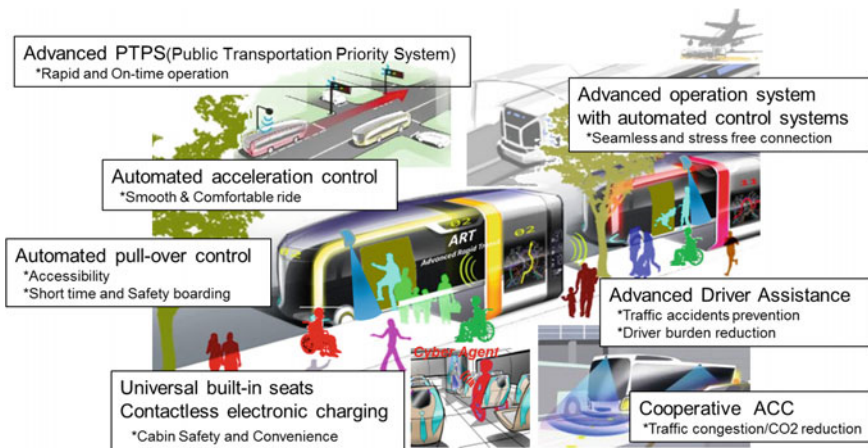 Advanced PTPS(Public Transportation Priority System)
*Rapid and On-time operation
Advanced operation system
with automated control systems
*Seamless and stress free connection
Automated acceleration control
*Smooth & Comfortable ride
Automated pull-over control
*Accessibility
*Short time and Safety boarding
02
ART
Advanced Rapid Transit
02
02
Advanced Driver Assistance
*Traffic accidents prevention
*Driver burden reduction
Cyber Agent
Universal built-in seats
Contactless electronic charging
*Cabin Safety and Convenience
Cooperative ACC
*Traffic congestion/CO2 reduction